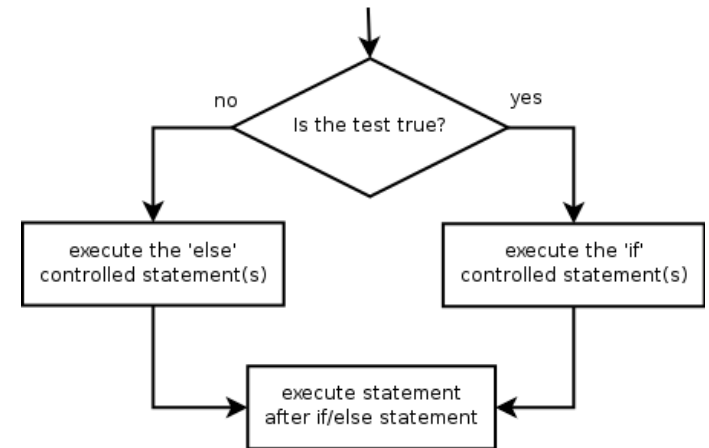 no
yes
Is the test true?
execute the 'else'
controlled statement(s)
execute the 'if'
controlled statement(s)
execute statement
after if/else statement